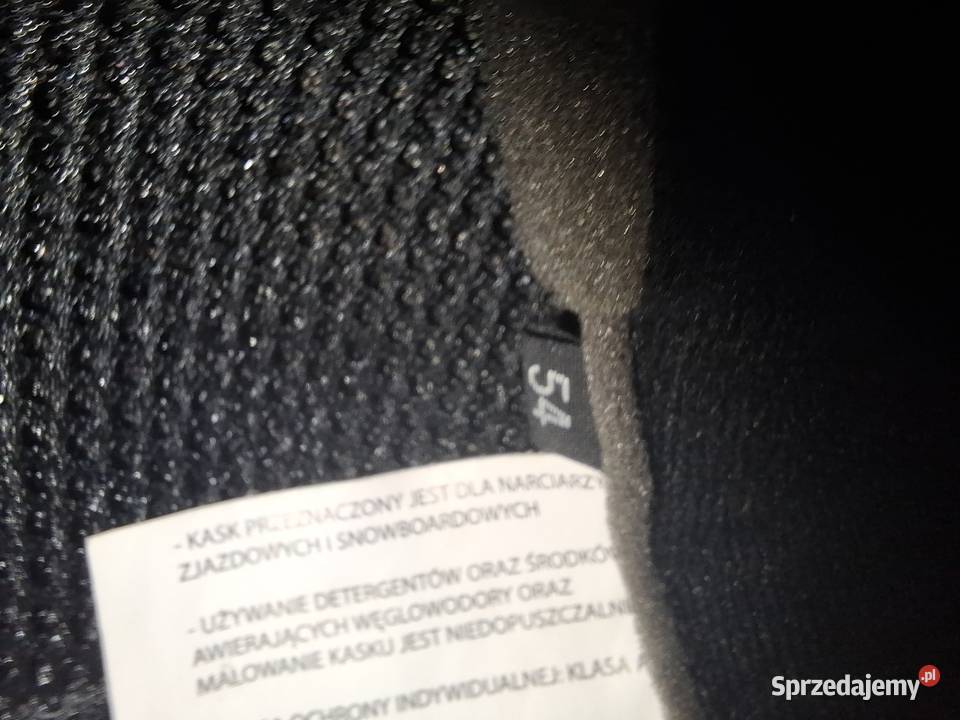 54
- KASK PRZEZNACZONY JEST DLA NARCIARZY
ZJAZDOWYCH I SNOWBOARDOWYCH
- UŻYWANIE DETERGENTÓW ORAZ ŚRODKÓW
AWIERAJĄCYCH WĘGLOWODORY ORAZ
MALOWANIE KASKU JEST NIEDOPUSZCZALNE
OCHRONY INDYWIDUALNEJ: KLASA A
Sprzedajemy.pl